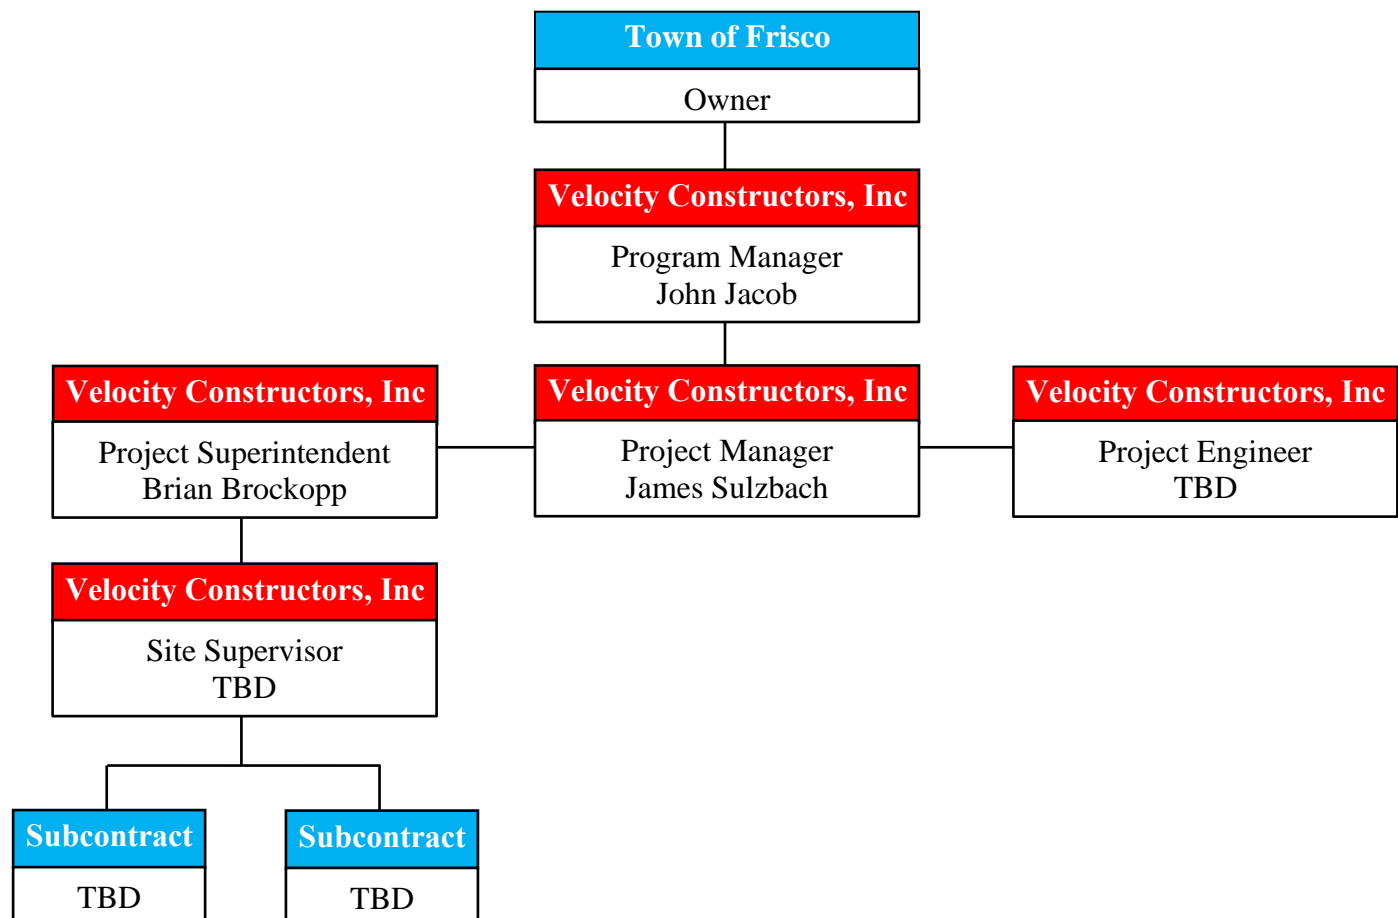 Town of Frisco
Owner
Velocity Constructors, Inc
Program Manager
John Jacob
Velocity Constructors, Inc
Project Superintendent
Brian Brockopp
Velocity Constructors, Inc
Project Manager
James Sulzbach
Velocity Constructors, Inc
Project Engineer
TBD
Velocity Constructors, Inc
Site Supervisor
TBD
Subcontract
TBD
Subcontract
TBD